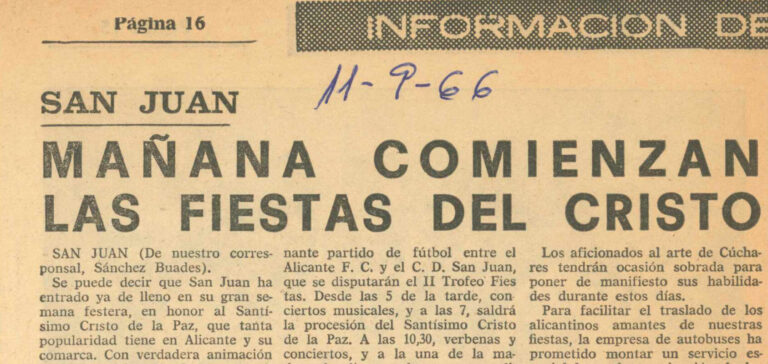 Página 16
INFORMACION DE
11-9-66
SAN JUAN
MAÑANA COMIENZAN
LAS FIESTAS DEL CRISTO
SAN JUAN (De nuestro corres-
ponsal, Sánchez Buades).
Se puede decir que San Juan ha
entrado ya de lleno en su gran se-
mana festera, en honor al Santí-
simo Cristo de la Paz, que tanta
popularidad tiene en Alicante y su
comarca. Con verdadera animación
nante partido de fútbol entre el
Alicante F. C. y el C. D. San Juan,
que se disputarán el II Trofeo Fies
tas. Desde las 5 de la tarde, con-
ciertos musicales, y a las 7, saldrá
la procesión del Santísimo Cristo
de la Paz. A las 10,30, verbenas y
conciertos, y a la una de la ma-
Los aficionados al arte de Cúcha-
res tendrán ocasión sobrada para
poner de manifiesto sus habilida-
des durante estos días.
Para facilitar el traslado de los
alicantinos amantes de nuestras
fiestas, la empresa de autobuses ha
prometido montar un servicio es-